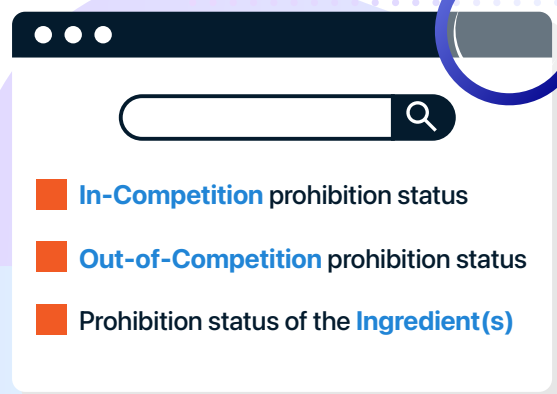 In-Competition prohibition status
Out-of-Competition prohibition status
Prohibition status of the Ingredient(s)